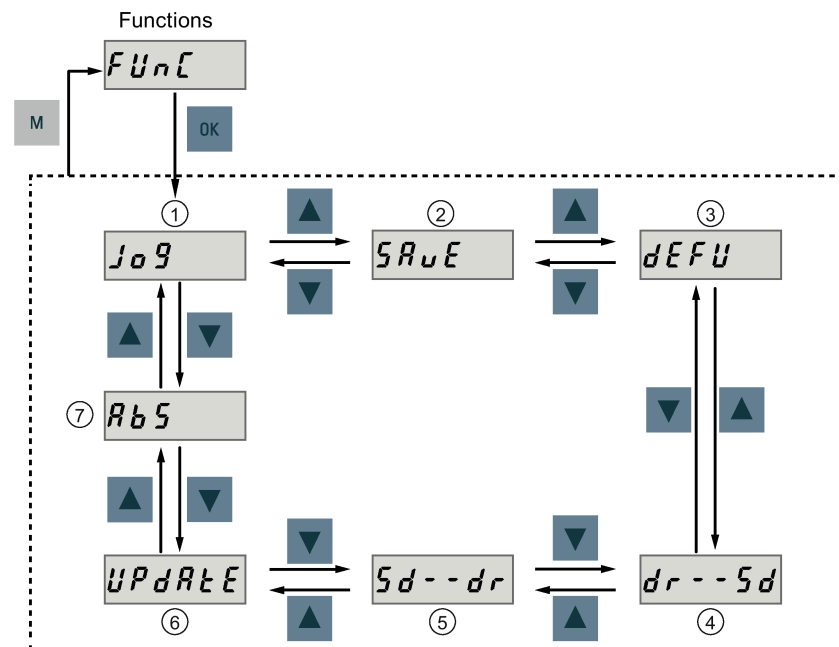 Functions
FUnC
M
OK
1
2
3
JoG
SAvE
dEFU
7
AbS
UPdAtE
Sd--dr
dr--Sd
6
5
4